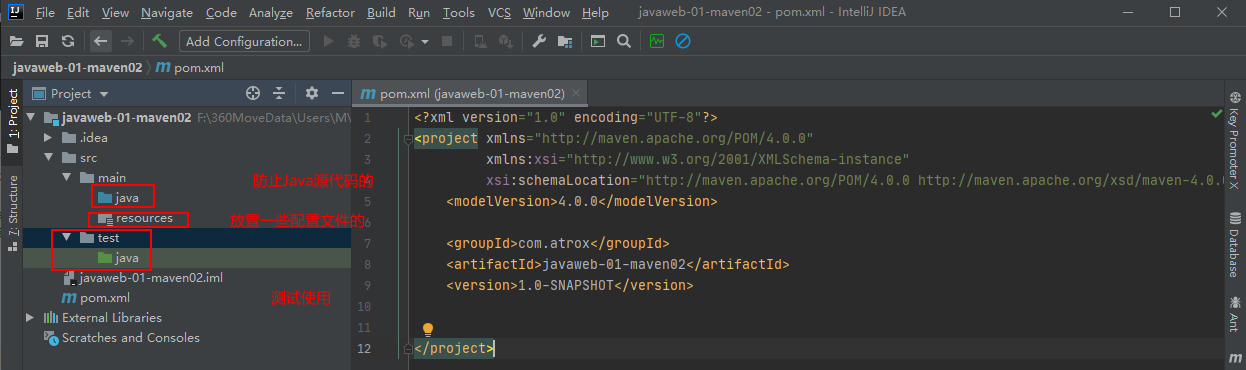 File Edit View Navigate Code Analyze Refactor Build Run Tools VCS Window Help javaweb-01-maven02 - pom.xml - IntelliJ IDEA
Add Configuration...
javaweb-01-maven02 pom.xml
Project
pom.xml (javaweb-01-maven02)
1: Project
Z: Structure
javaweb-01-maven02 F:\360MoveData\Users\M
.idea
src
main
java
防止Java源代码的
resources
放置一些配置文件的
test
java
javaweb-01-maven02.iml
pom.xml
测试使用
External Libraries
Scratches and Consoles
1 <?xml version="1.0" encoding="UTF-8"?>
2 <project xmlns="http://maven.apache.org/POM/4.0.0"
3 xmlns:xsi="http://www.w3.org/2001/XMLSchema-instance"
xsi:schemaLocation="http://maven.apache.org/POM/4.0.0 http://maven.apache.org/xsd/maven-4.0.
5 <modelVersion>4.0.0</modelVersion>
6
7 <groupId>com.atrox</groupId>
8 <artifactId>javaweb-01-maven02</artifactId>
9 <version>1.0-SNAPSHOT</version>
10
11
12 </project>
Key Promoter X
Database
Ant
m